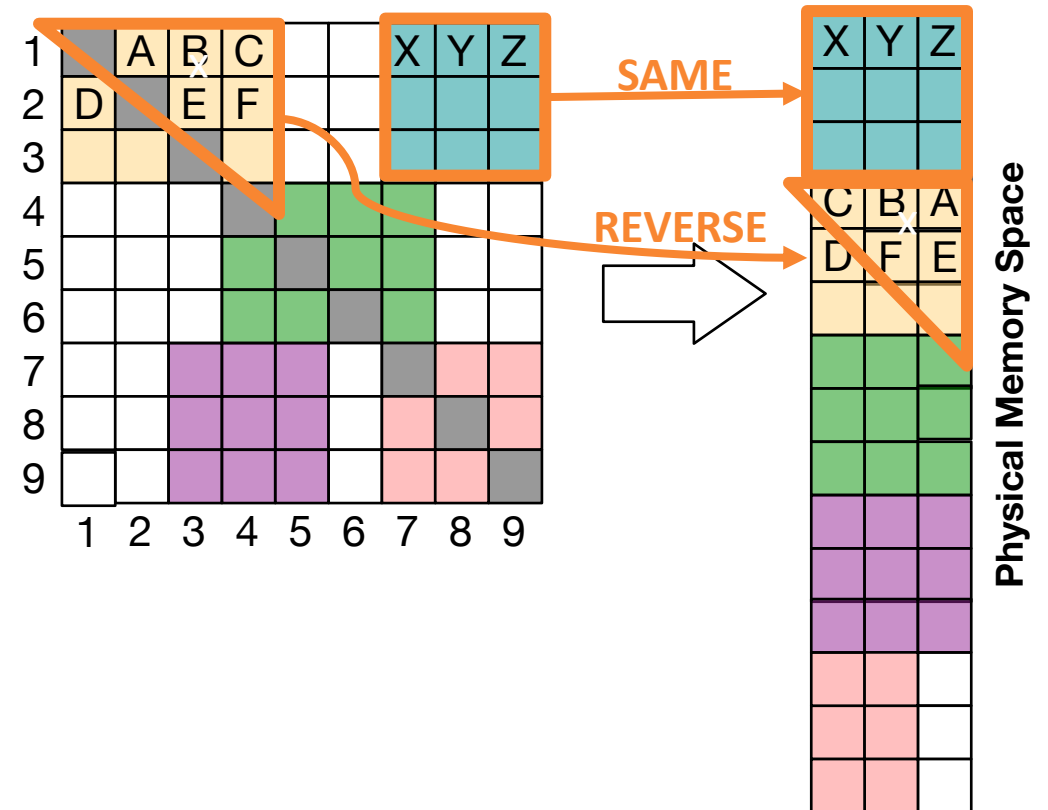 1 A B C X Y Z
x
2 D E F
3
4
5
6
7
8
9
1 2 3 4 5 6 7 8 9
SAME
REVERSE
X Y Z
C B A
x
D F E
Physical Memory Space